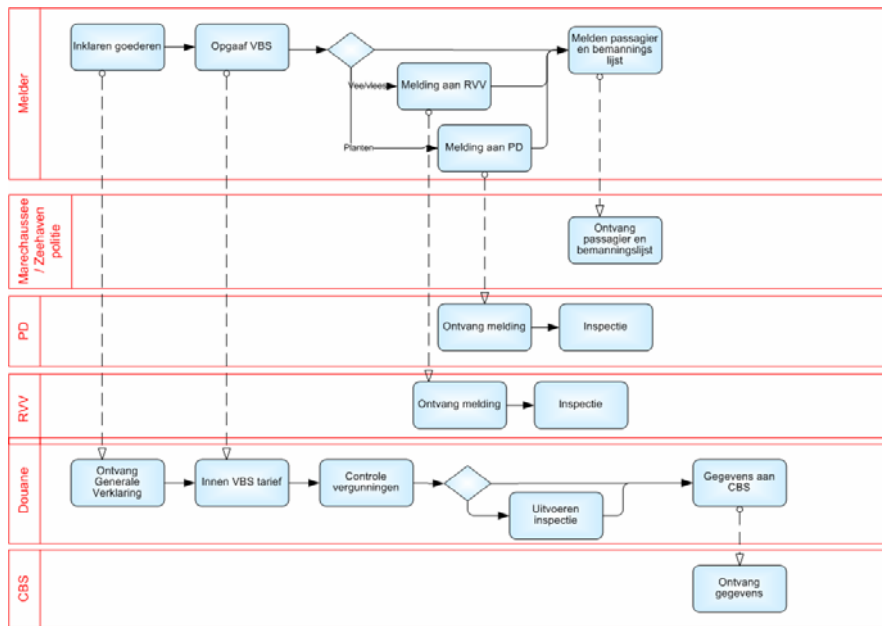 Melder
Inklaren goederen
Opgaaf VBS
Melden passagier
en bemannings
lijst
Vee/vlees
Melding aan RVV
Planten
Melding aan PD
Marechaussee
/ Zeehaven
politie
Ontvang
passagier en
bemanningslijst
PD
Ontvang melding
Inspectie
RVV
Ontvang melding
Inspectie
Douane
Ontvang
Generale
Verklaring
Innen VBS tarief
Controle
vergunningen
Uitvoeren
inspectie
Gegevens aan
CBS
CBS
Ontvang
gegevens